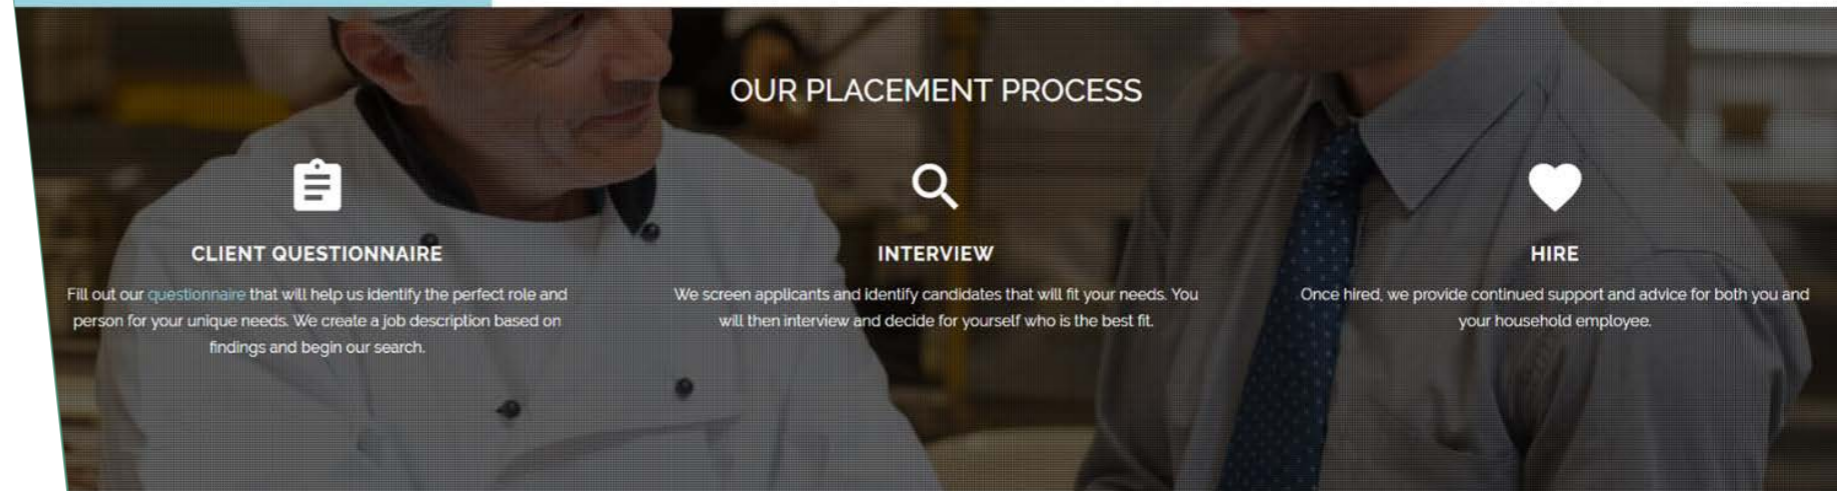 OUR PLACEMENT PROCESS
CLIENT QUESTIONNAIRE
Fill out our questionnaire that will help us identify the perfect role and
person for your unique needs. We create a job description based on
findings and begin our search.
INTERVIEW
We screen applicants and identify candidates that will fit your needs. You
will then interview and decide for yourself who is the best fit.
HIRE
Once hired, we provide continued support and advice for both you and
your household employee.